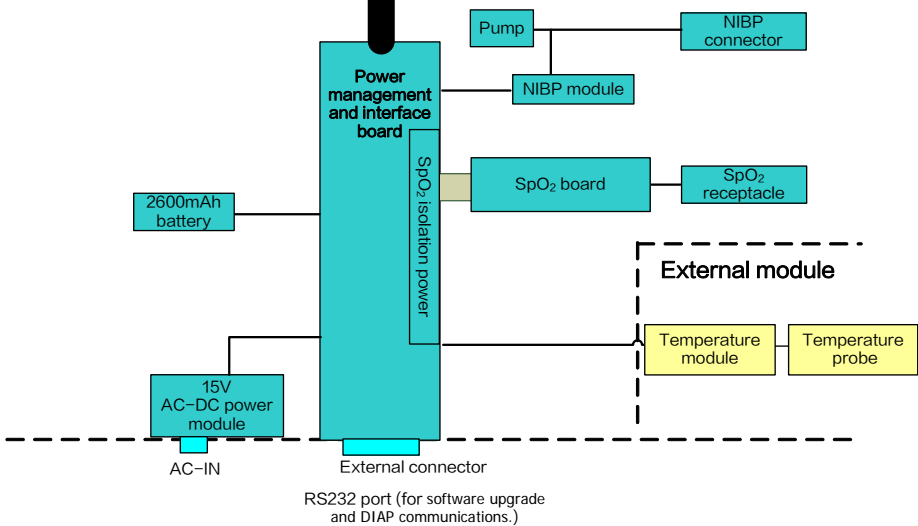 Pump
NIBP
connector
Power
management
and interface
board
NIBP module
SpO₂ isolation power
SpO₂ board
SpO₂
receptacle
2600mAh
battery
External module
Temperature
module
Temperature
probe
15V
AC-DC power
module
AC-IN
External connector
RS232 port (for software upgrade
and DIAP communications.)